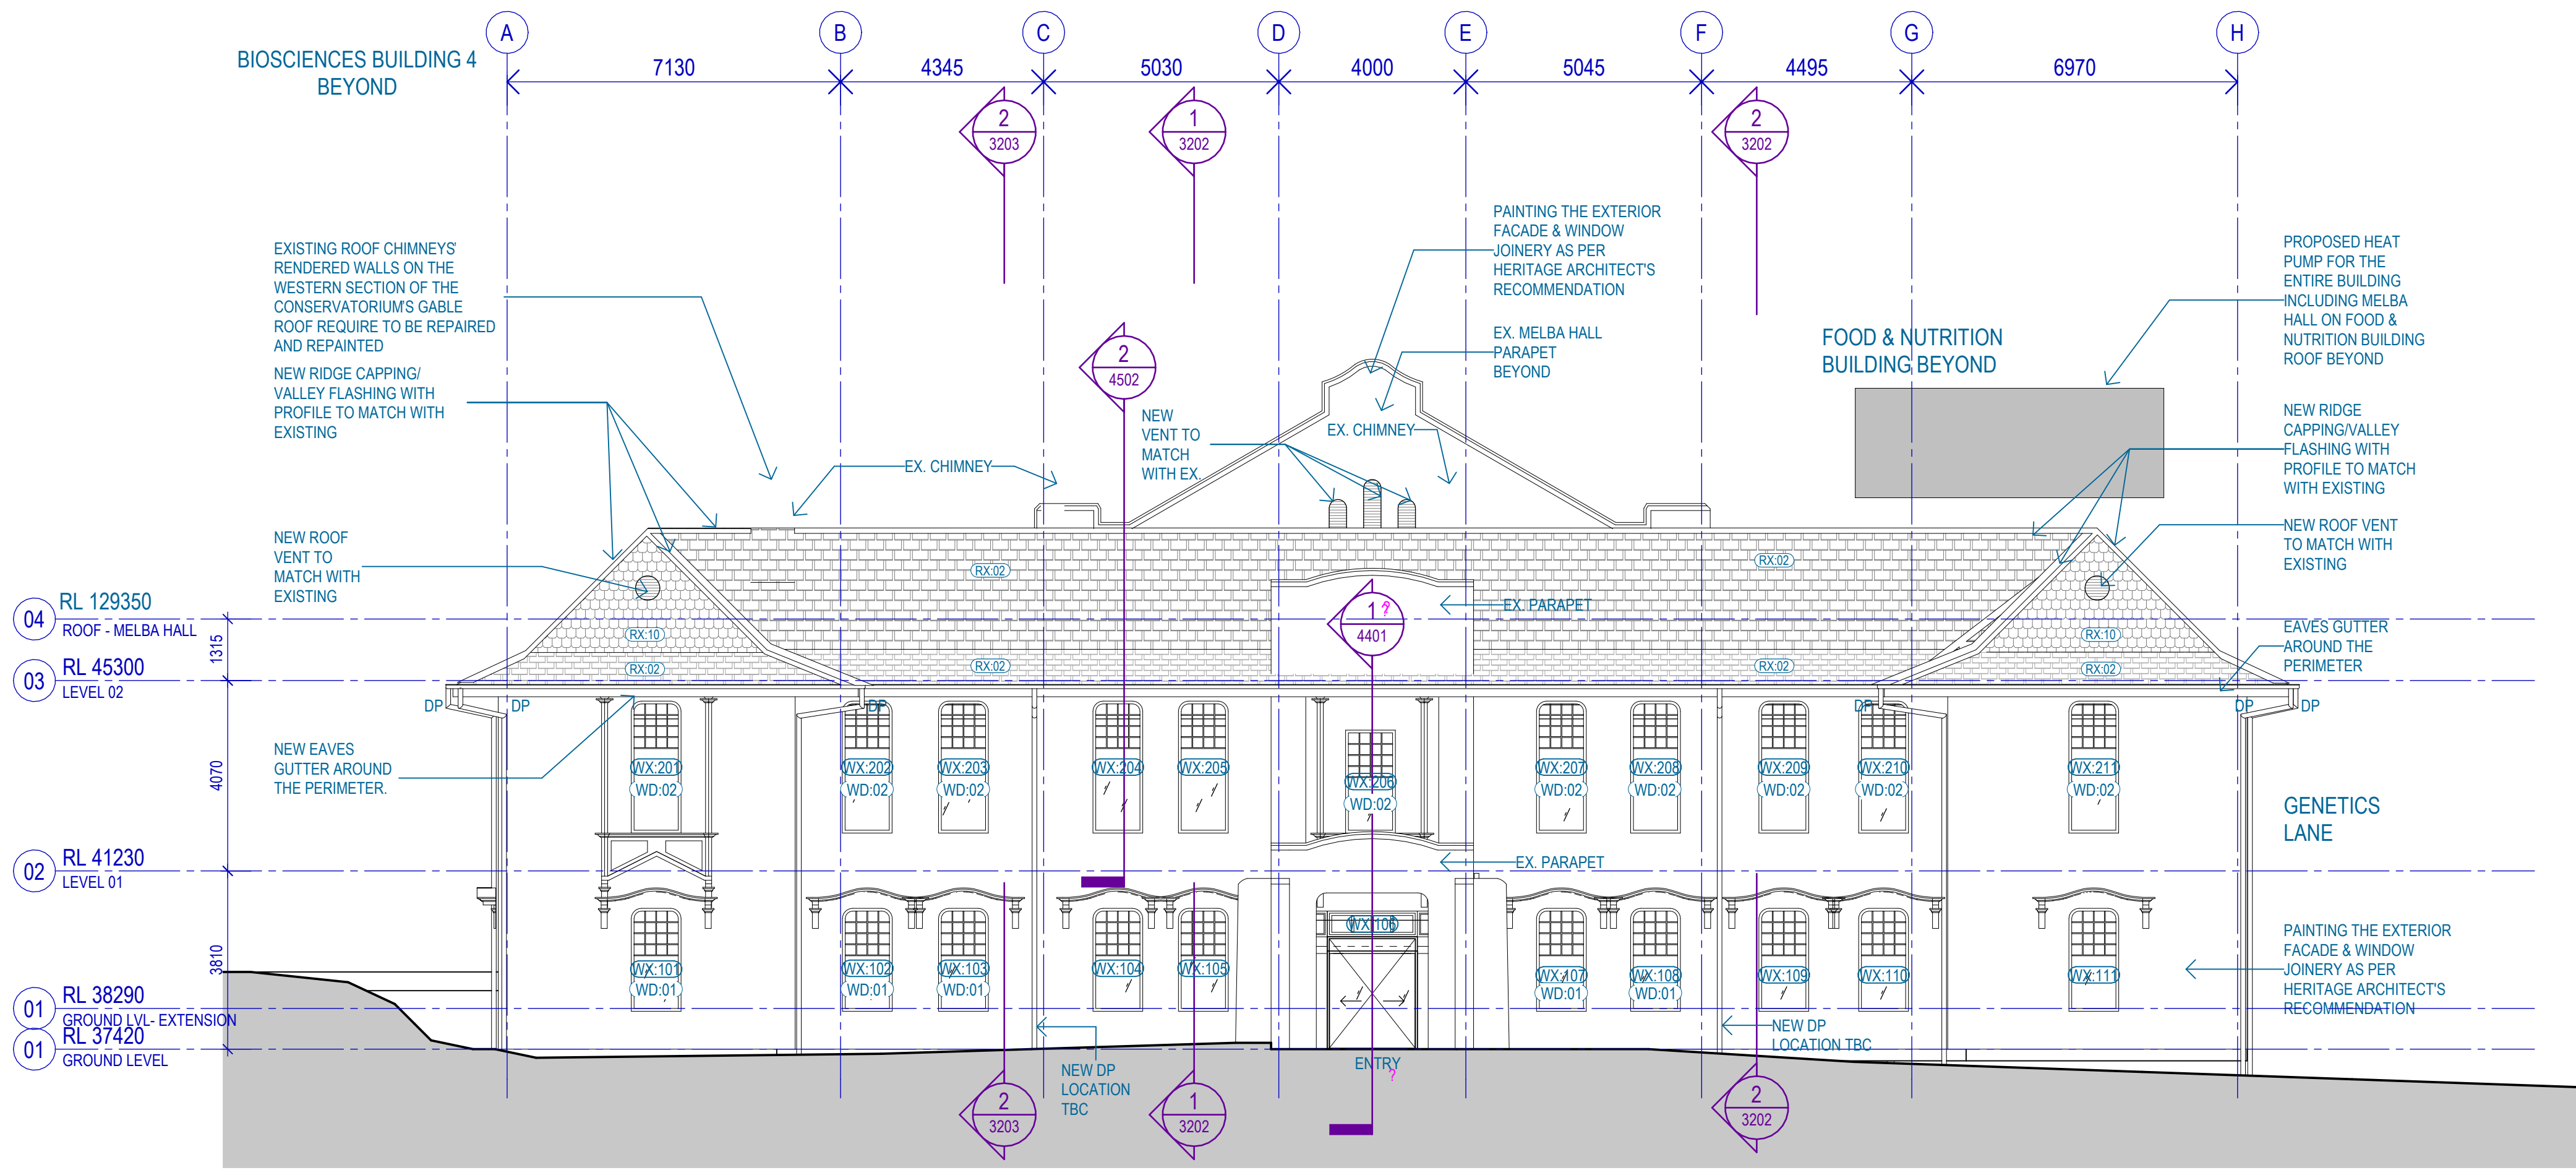 A B C D E F G H
BIOSCIENCES BUILDING 4
BEYOND
7130 4345 5030 4000 5045 4495 6970
2
3203
1
3202
2
3202
PAINTING THE EXTERIOR
FACADE & WINDOW
JOINERY AS PER
HERITAGE ARCHITECT'S
RECOMMENDATION
EXISTING ROOF CHIMNEYS'
RENDERED WALLS ON THE
WESTERN SECTION OF THE
CONSERVATORIUM'S GABLE
ROOF REQUIRE TO BE REPAIRED
AND REPAINTED
PROPOSED HEAT
PUMP FOR THE
ENTIRE BUILDING
INCLUDING MELBA
HALL ON FOOD &
NUTRITION BUILDING
ROOF BEYOND
EX. MELBA HALL
PARAPET
BEYOND
FOOD & NUTRITION
BUILDING BEYOND
2
4502
NEW RIDGE CAPPING/
VALLEY FLASHING WITH
PROFILE TO MATCH WITH
EXISTING
NEW
VENT TO
MATCH
WITH EX.
EX. CHIMNEY
EX. CHIMNEY
NEW RIDGE
CAPPING/VALLEY
FLASHING WITH
PROFILE TO MATCH
WITH EXISTING
NEW ROOF
VENT TO
MATCH WITH
EXISTING
NEW ROOF VENT
TO MATCH WITH
EXISTING
RX:02 RX:02
04 RL 129350
ROOF - MELBA HALL
1315
RX:10
1 ?
4401
EX. PARAPET
RX:10
EAVES GUTTER
AROUND THE
PERIMETER
03 RL 45300
LEVEL 02
RX:02 RX:02 RX:02 RX:02
DP DP DP DP DP DP
NEW EAVES
GUTTER AROUND
THE PERIMETER.
4070
WX:201 WX:202 WX:203 WX:204 WX:205 WX:206 WX:207 WX:208 WX:209 WX:210 WX:211
WD:02 WD:02 WD:02 WD:02 WD:02 WD:02 WD:02 WD:02 WD:02
GENETICS
LANE
02 RL 41230
LEVEL 01
EX. PARAPET
3810
WX:106
WX:101 WX:102 WX:103 WX:104 WX:105 WX:107 WX:108 WX:109 WX:110 WX:111
WD:01 WD:01 WD:01 WD:01 WD:01
PAINTING THE EXTERIOR
FACADE & WINDOW
JOINERY AS PER
HERITAGE ARCHITECT'S
RECOMMENDATION
01 RL 38290
GROUND LVL- EXTENSION
01 RL 37420
GROUND LEVEL
NEW DP
LOCATION TBC
ENTRY
?
NEW DP
LOCATION
TBC
2
3203
1
3202
2
3202